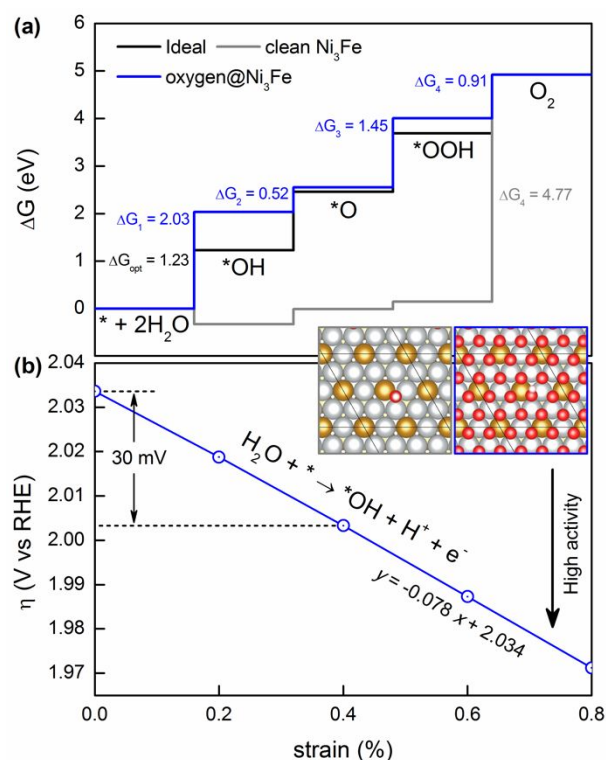 (a)
6
5
4
3
2
1
0
ΔG (eV)
Ideal
clean Ni₃Fe
oxygen@Ni₃Fe
ΔG₁ = 2.03
ΔG₂ = 0.52
ΔG₃ = 1.45
ΔG₄ = 0.91
ΔG₄ = 4.77
ΔGₒₚₜ = 1.23
* + 2H₂O
*OH
*O
*OOH
O₂
(b)
2.04
2.03
2.02
2.01
2.00
1.99
1.98
1.97
η (V vs RHE)
30 mV
H₂O + * → *OH + H⁺ + e⁻
y = -0.078 x + 2.034
High activity
0.0 0.2 0.4 0.6 0.8
strain (%)